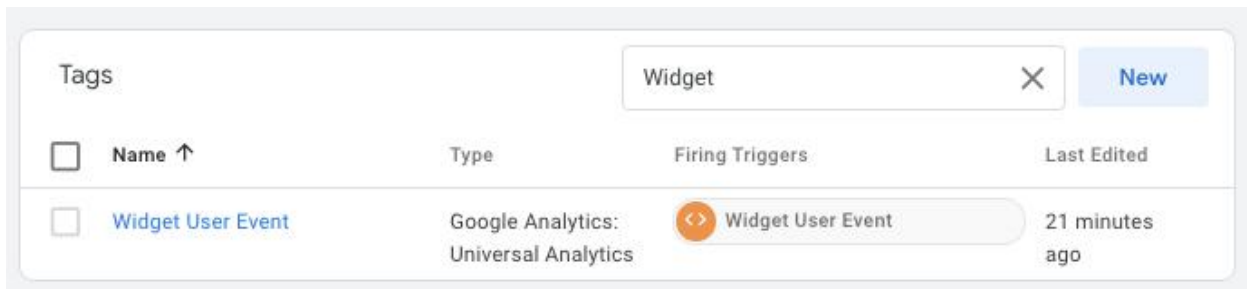 Tags
Widget
New
Name ↑
Type
Firing Triggers
Last Edited
Widget User Event
Google Analytics:
Universal Analytics
Widget User Event
21 minutes
ago